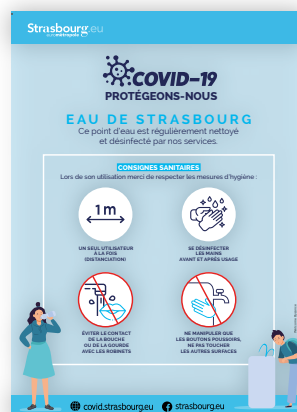 Strasbourg.eu
eurométropole
COVID-19
PROTÉGEONS-NOUS
EAU DE STRASBOURG
Ce point d'eau est régulièrement nettoyé
et désinfecté par nos services.
CONSIGNES SANITAIRES
Lors de son utilisation merci de respecter les mesures d'hygiène :
1 m
UN SEUL UTILISATEUR
À LA FOIS
(DISTANCIATION)
SE DÉSINFECTER
LES MAINS
AVANT ET APRÈS USAGE
ÉVITER LE CONTACT
DE LA BOUCHE
OU DE LA GOURDE
AVEC LES ROBINETS
NE MANIPULER QUE
LES BOUTONS POUSSOIRS,
NE PAS TOUCHER
LES AUTRES SURFACES
covid.strasbourg.eu strasbourg.eu